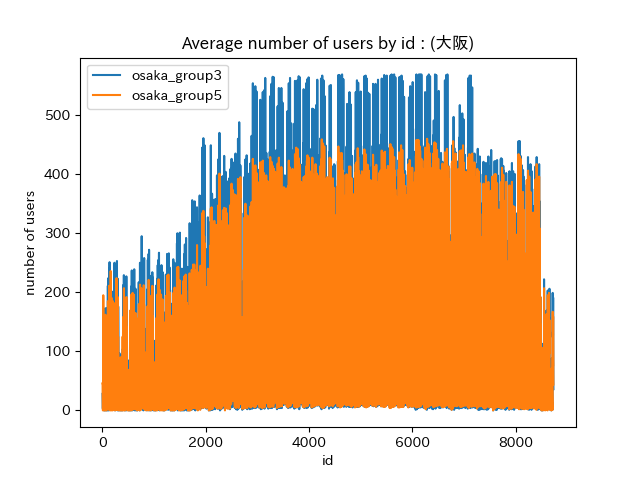 Average number of users by id : (大阪)
osaka_group3
osaka_group5
number of users
500
400
300
200
100
0
0 2000 4000 6000 8000
id